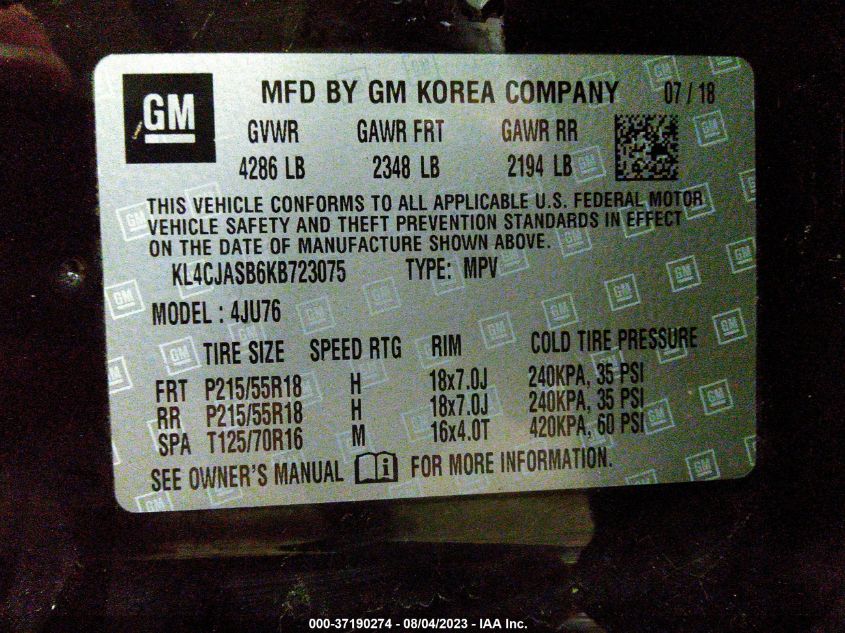 GM
MFD BY GM KOREA COMPANY 07 / 18
GVWR GAWR FRT GAWR RR
4286 LB 2348 LB 2194 LB
THIS VEHICLE CONFORMS TO ALL APPLICABLE U.S. FEDERAL MOTOR
VEHICLE SAFETY AND THEFT PREVENTION STANDARDS IN EFFECT
ON THE DATE OF MANUFACTURE SHOWN ABOVE.
KL4CJASB6KB723075 TYPE: MPV
MODEL : 4JU76
TIRE SIZE SPEED RTG RIM COLD TIRE PRESSURE
FRT P215/55R18 H 18x7.0J 240KPA, 35 PSI
RR P215/55R18 H 18x7.0J 240KPA, 35 PSI
SPA T125/70R16 M 16x4.0T 420KPA, 60 PSI
SEE OWNER'S MANUAL i FOR MORE INFORMATION.
000-37190274 - 08/04/2023 - IAA Inc.